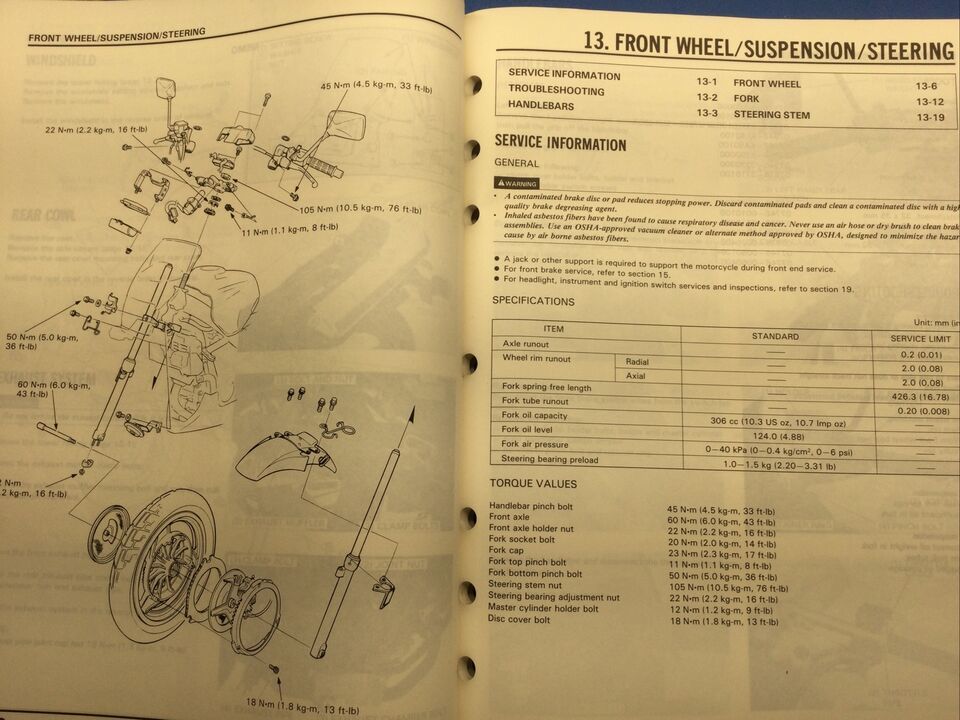 FRONT WHEEL/SUSPENSION/STEERING
45 N•m (4.5 kg-m, 33 ft-lb)
22 N•m (2.2 kg-m, 16 ft-lb)
105 N•m (10.5 kg-m, 76 ft-lb)
11 N•m (1.1 kg-m, 8 ft-lb)
50 N•m (5.0 kg-m,
36 ft-lb)
60 N•m (6.0 kg-m,
43 ft-lb)
N•m
.2 kg-m, 16 ft-lb)
18 N•m (1.8 kg-m, 13 ft-lb)
13. FRONT WHEEL/SUSPENSION/STEERING
SERVICE INFORMATION 13-1 FRONT WHEEL 13-6
TROUBLESHOOTING 13-2 FORK 13-12
HANDLEBARS 13-3 STEERING STEM 13-19
SERVICE INFORMATION
GENERAL
WARNING
• A contaminated brake disc or pad reduces stopping power. Discard contaminated pads and clean a contaminated disc with a hig
quality brake degreasing agent.
• Inhaled asbestos fibers have been found to cause respiratory disease and cancer. Never use an air hose or dry brush to clean brak
assemblies. Use an OSHA-approved vacuum cleaner or alternate method approved by OSHA, designed to minimize the hazar
cause by air borne asbestos fibers.
● A jack or other support is required to support the motorcycle during front end service.
● For front brake service, refer to section 15.
● For headlight, instrument and ignition switch services and inspections, refer to section 19.
SPECIFICATIONS
Unit: mm (in
ITEM STANDARD SERVICE LIMIT
Axle runout —— 0.2 (0.01)
Wheel rim runout Radial —— 2.0 (0.08)
Axial —— 2.0 (0,08)
Fork spring free length —— 426.3 (16.78)
Fork tube runout —— 0.20 (0.008)
Fork oil capacity 306 cc (10.3 US oz, 10.7 Imp oz) ——
Fork oil level 124.0 (4.88) ——
Fork air pressure 0—40 kPa (0—0.4 kg/cm², 0—6 psi) ——
Steering bearing preload 1.0—1.5 kg (2.20—3.31 lb) ——
TORQUE VALUES
Handlebar pinch bolt 45 N•m (4.5 kg-m, 33 ft-lb)
Front axle 60 N•m (6.0 kg-m, 43 ft-lb)
Front axle holder nut 22 N•m (2.2 kg-m, 16 ft-lb)
Fork socket bolt 20 N•m (2.0 kg-m, 14 ft-lb)
Fork cap 23 N•m (2.3 kg-m, 17 ft-lb)
Fork top pinch bolt 11 N•m (1.1 kg-m, 8 ft-lb)
Fork bottom pinch bolt 50 N•m (5.0 kg-m, 36 ft-lb)
Steering stem nut 105 N•m (10.5 kg-m, 76 ft-lb)
Steering bearing adjustment nut 22 N•m (2.2 kg-m, 16 ft-lb)
Master cylinder holder bolt 12 N•m (1.2 kg-m, 9 ft-lb)
Disc cover bolt 18 N•m (1.8 kg-m, 13 ft-lb)